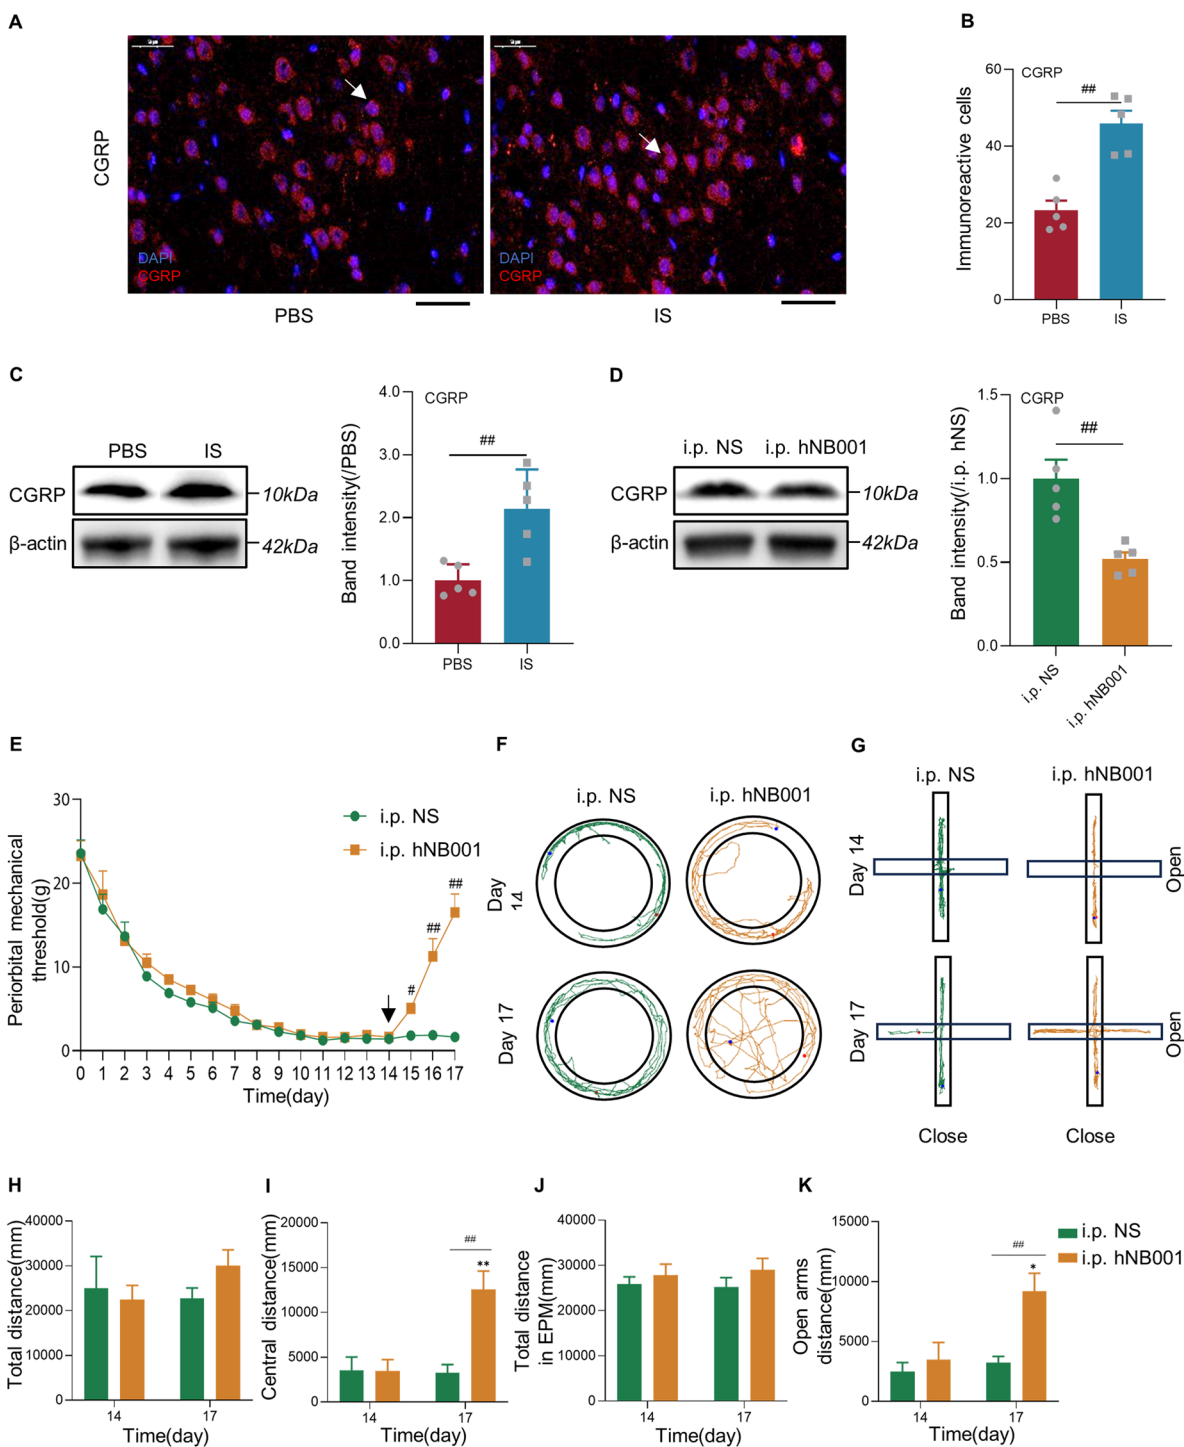 A
B
CGRP
DAPI
CGRP
DAPI
CGRP
PBS
IS
Immunoreactive cells
CGRP
##
60
40
20
0
PBS
IS
C
D
PBS
IS
CGRP
10kDa
β-actin
42kDa
Band intensity(/PBS)
CGRP
##
4.0
3.0
2.0
1.0
0.0
PBS
IS
i.p. NS
i.p. hNB001
CGRP
10kDa
β-actin
42kDa
Band intensity(/i.p. hNS)
CGRP
##
1.5
1.0
0.5
0.0
i.p. NS
i.p. hNB001
E
F
G
Periorbital mechanical
threshold(g)
30
20
10
0
i.p. NS
i.p. hNB001
#
##
##
0 1 2 3 4 5 6 7 8 9 10 11 12 13 14 15 16 17
Time(day)
i.p. NS
i.p. hNB001
Day
14
Day 17
i.p. NS
i.p. hNB001
Day 14
Open
Day 17
Open
Close
Close
H
I
J
K
Total distance(mm)
40000
30000
20000
10000
0
14
17
Time(day)
Central distance(mm)
20000
15000
10000
5000
0
##
**
14
17
Time(day)
Total distance
in EPM(mm)
40000
30000
20000
10000
0
14
17
Time(day)
Open arms
distance(mm)
15000
10000
5000
0
##
*
14
17
Time(day)
i.p. NS
i.p. hNB001